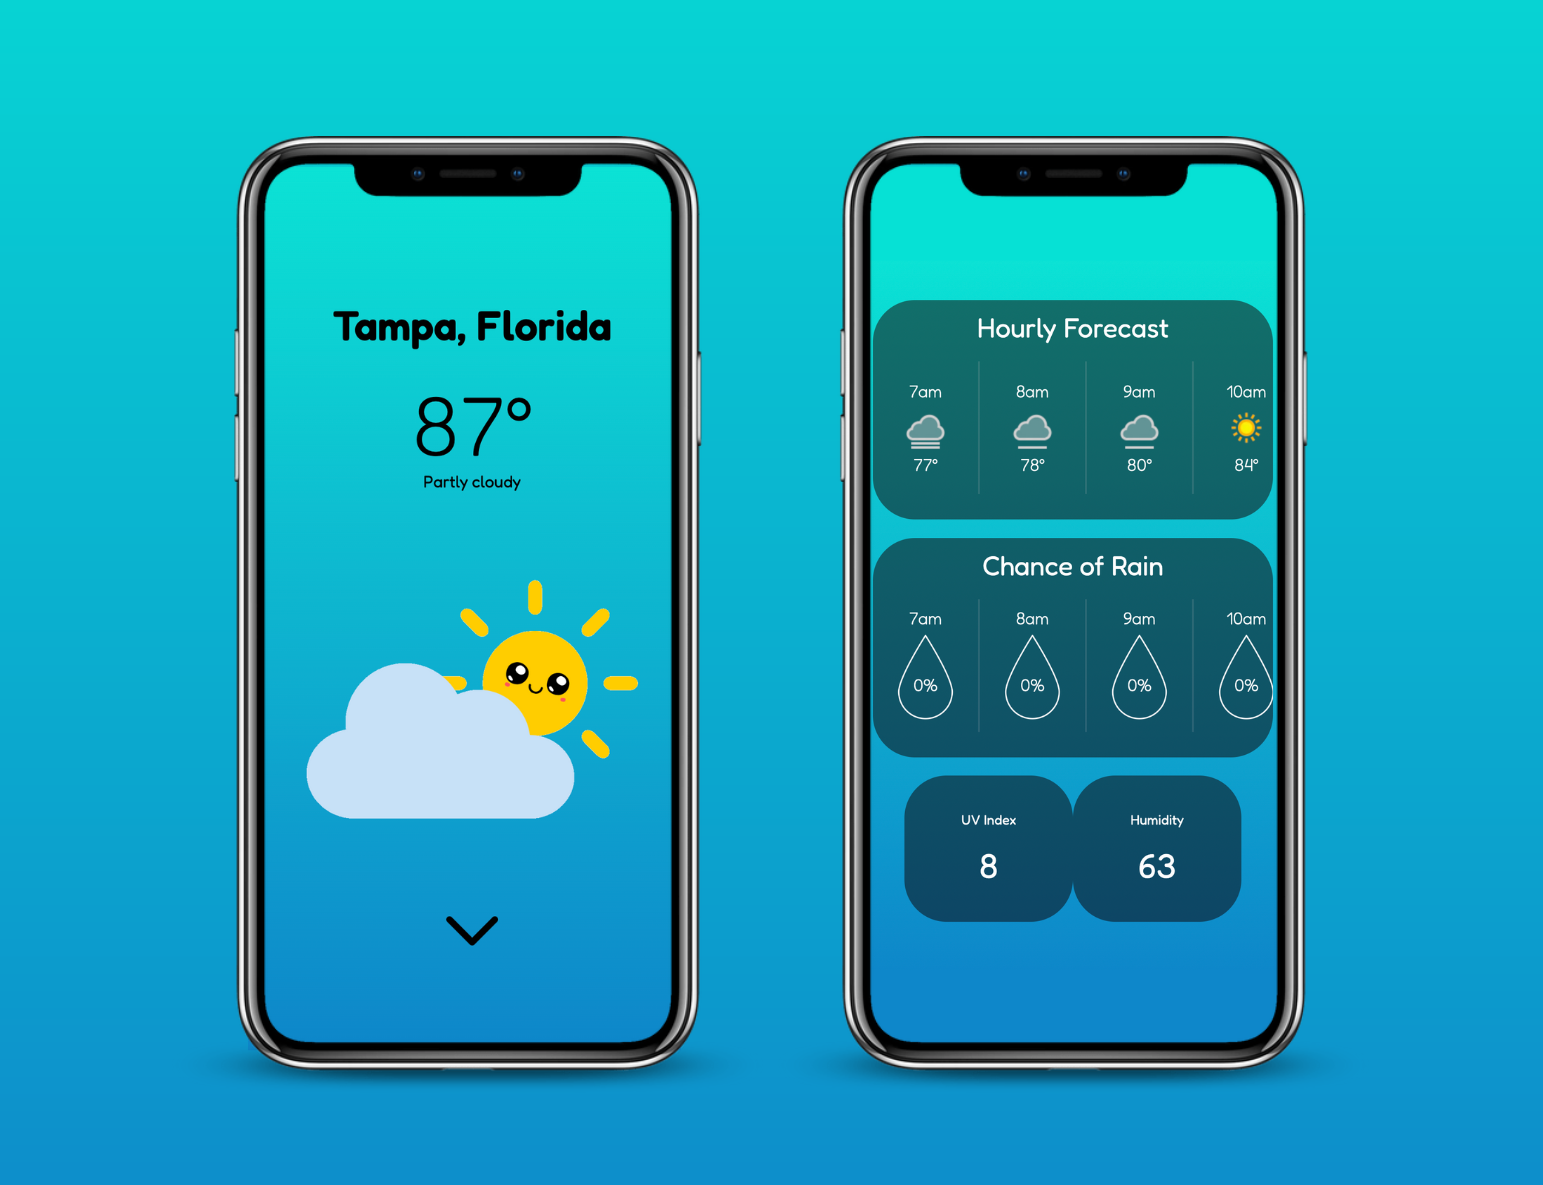 Tampa, Florida
87°
Partly cloudy
Hourly Forecast
7am 8am 9am 10am
77° 78° 80° 84°
Chance of Rain
7am 8am 9am 10am
0% 0% 0% 0%
UV Index Humidity
8 63